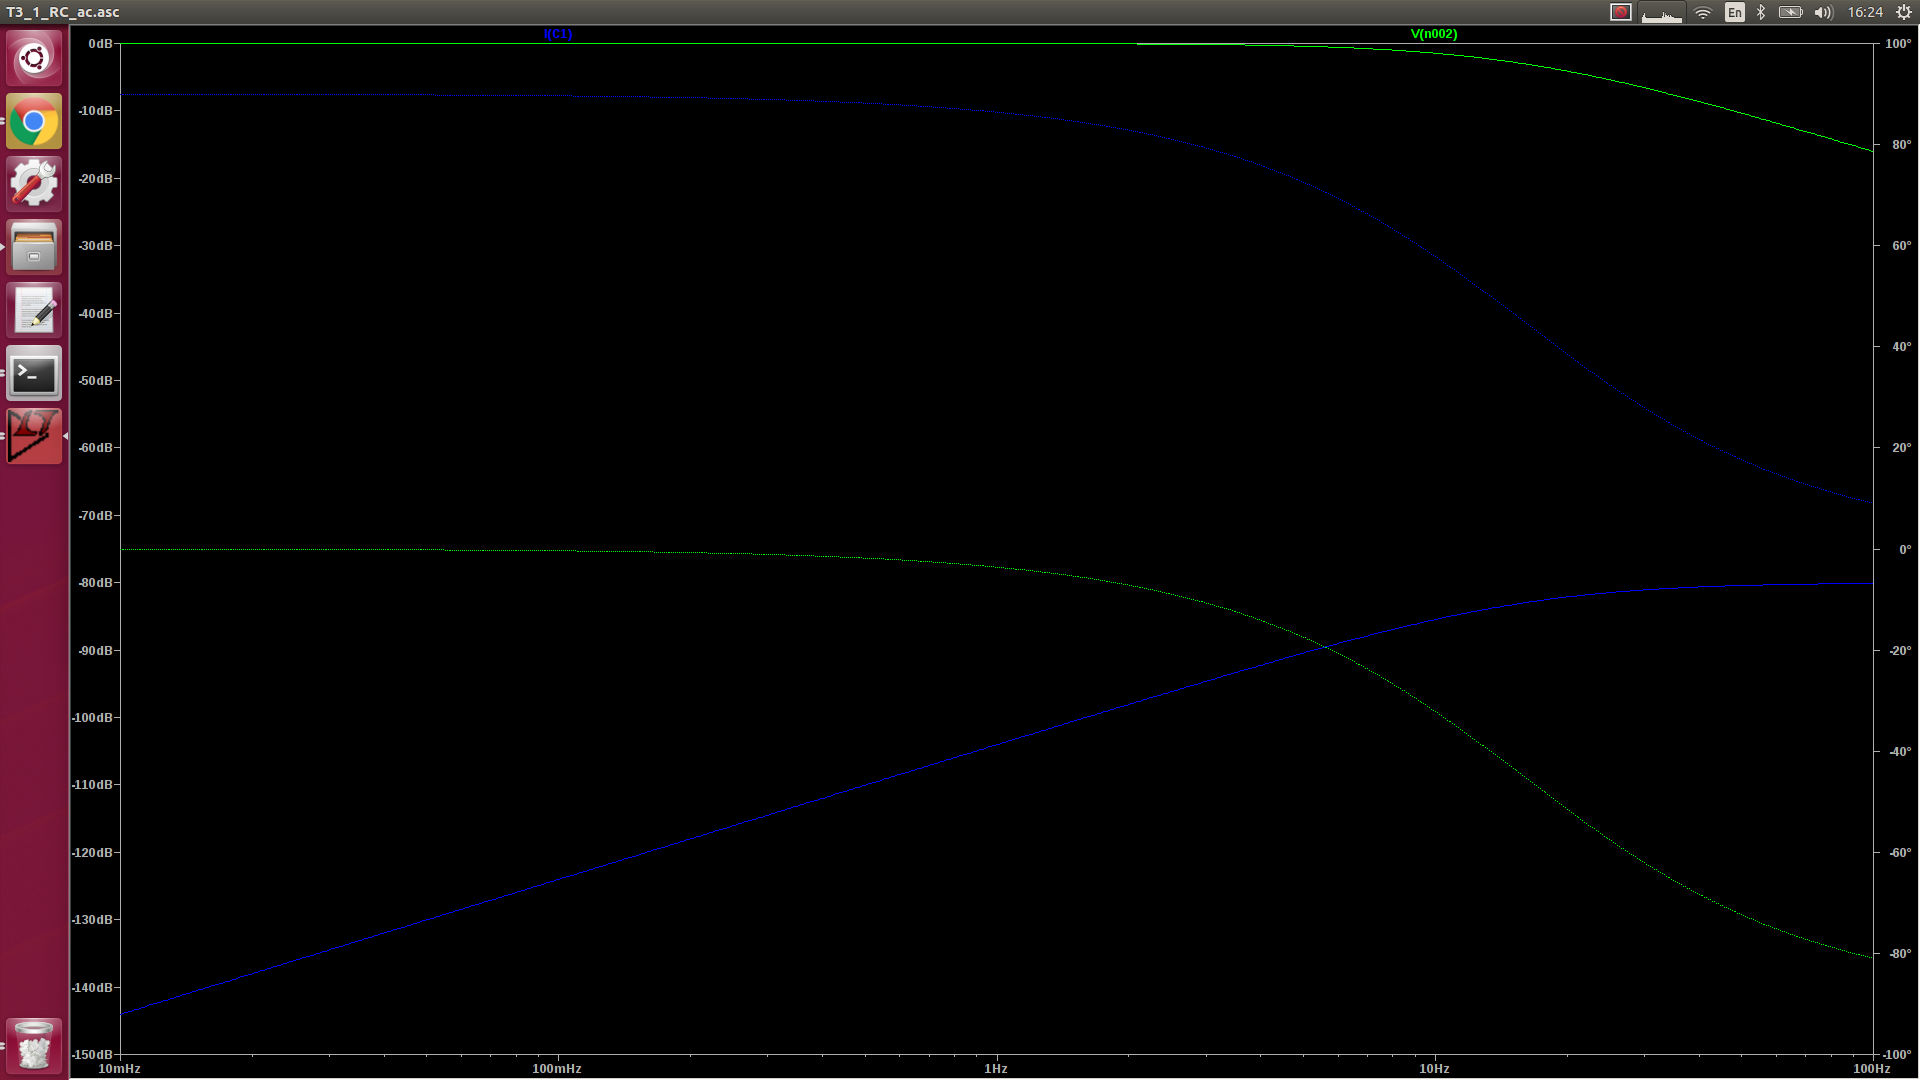 T3_1_RC_ac.asc
En
16:24
I(C1)
V(n002)
0dB
-10dB
-20dB
-30dB
-40dB
-50dB
-60dB
-70dB
-80dB
-90dB
-100dB
-110dB
-120dB
-130dB
-140dB
-150dB
100°
80°
60°
40°
20°
0°
-20°
-40°
-60°
-80°
-100°
10mHz
100mHz
1Hz
10Hz
100Hz